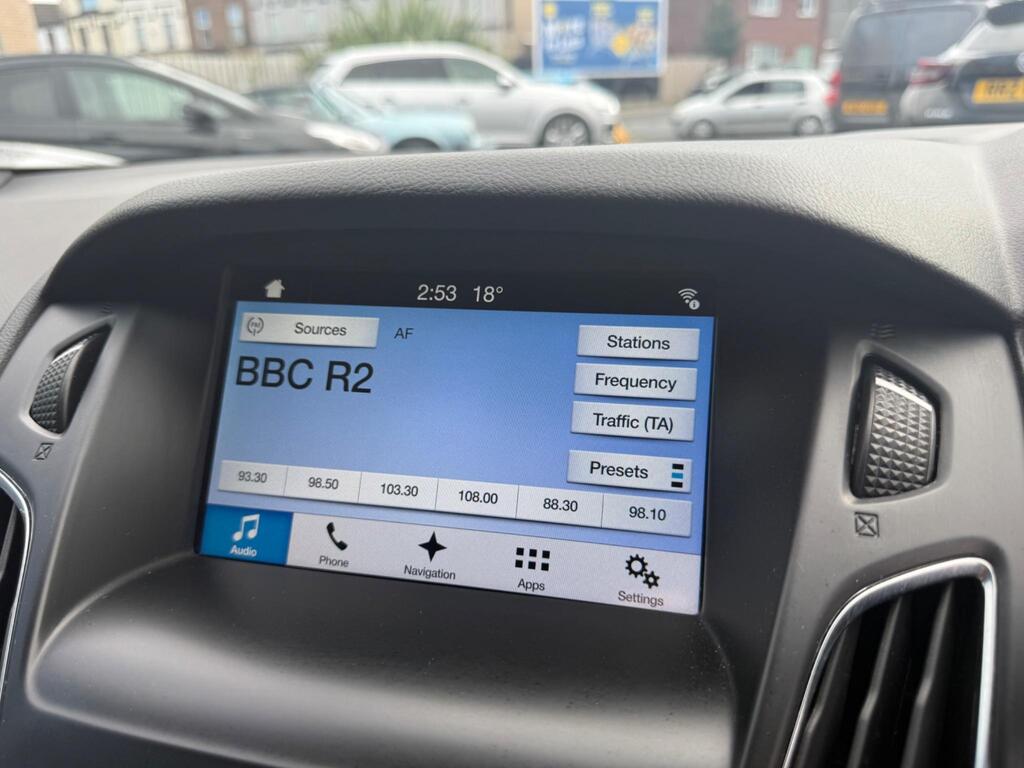 2:53 18°
FM Sources AF
BBC R2
Stations
Frequency
Traffic (TA)
Presets
93.30 98.50 103.30 108.00 88.30 98.10
Audio Phone Navigation Apps Settings